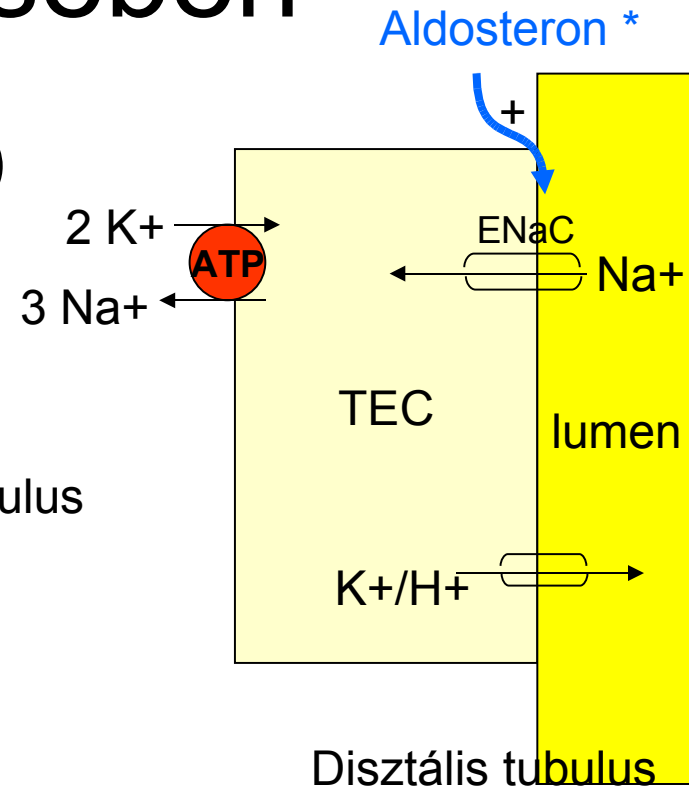 Aldosteron *
+
)
2 K+
ENaC
ATP
Na+
3 Na+
TEC
lumen
ulus
K+/H+
Disztális tubulus